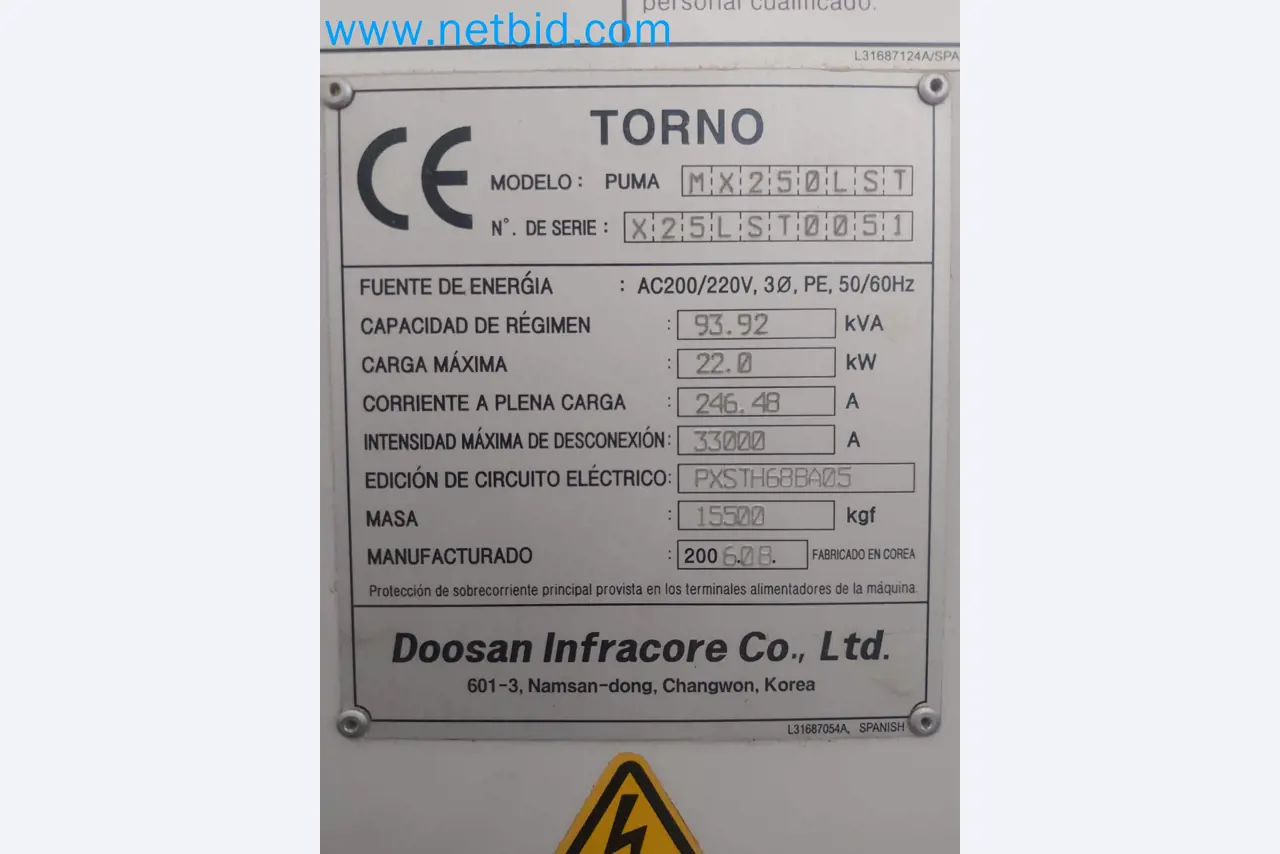 personal cualificado.
www.netbid.com
L31687124A/SPA
CE
TORNO
MODELO : PUMA MX250LST
N°. DE SERIE : X25LST0051
FUENTE DE ENERǴIA : AC200/220V, 3Ø, PE, 50/60Hz
CAPACIDAD DE RÉGIMEN : 93.92 kVA
CARGA MÁXIMA : 22.0 kW
CORRIENTE A PLENA CARGA : 246.48 A
INTENSIDAD MÁXIMA DE DESCONEXIÓN: 33000 A
EDICIÓN DE CIRCUITO ELÉCTRICO: PXSTH68BA05
MASA : 15500 kgf
MANUFACTURADO : 2006.08. FABRICADO EN COREA
Protección de sobrecorriente principal provista en los terminales alimentadores de la máquina.
Doosan Infracore Co., Ltd.
601-3, Namsan-dong, Changwon, Korea
L31687054A, SPANISH